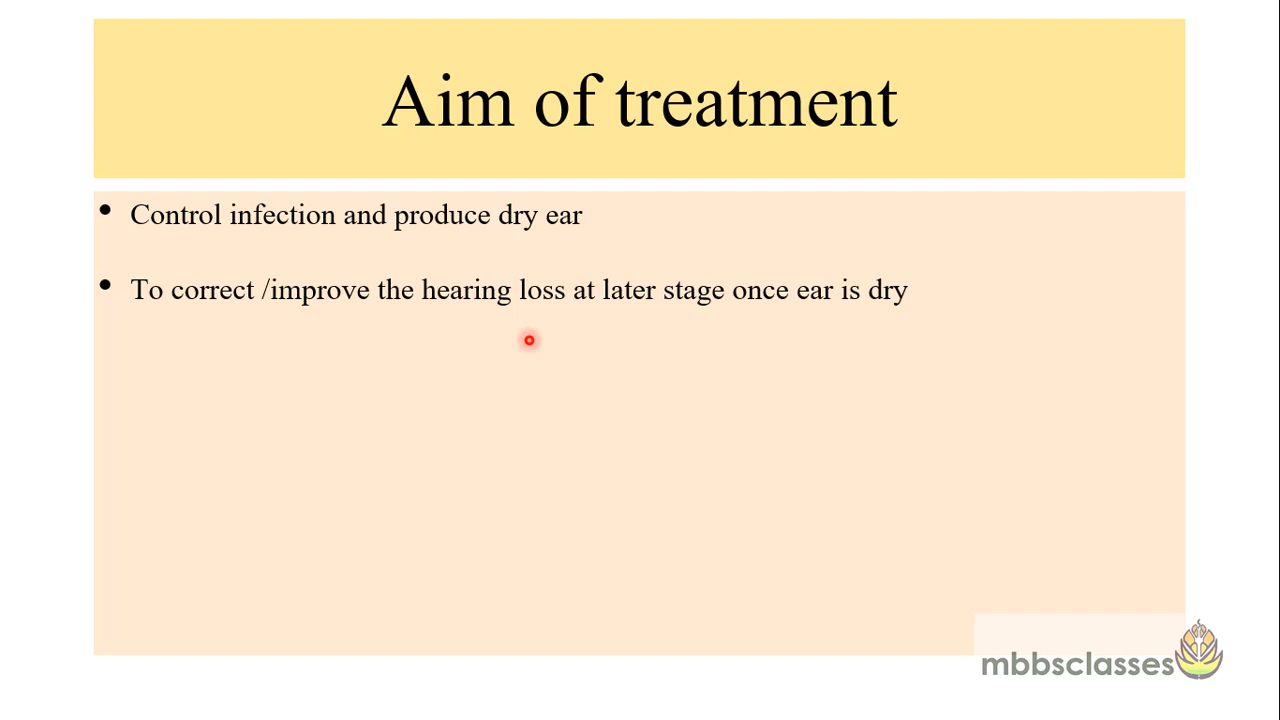 Aim of treatment
• Control infection and produce dry ear
• To correct /improve the hearing loss at later stage once ear is dry
mbbsclasses